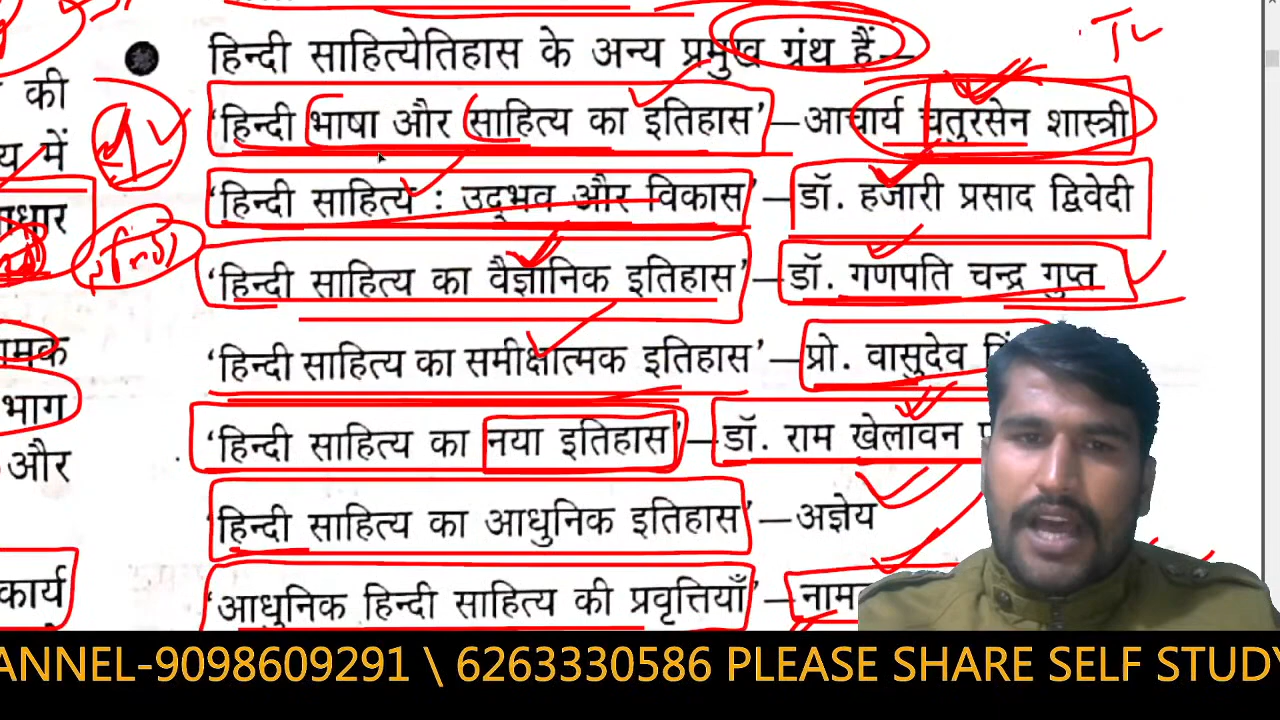 हिन्दी साहित्येतिहास के अन्य प्रमुख ग्रंथ हैं—
'हिन्दी भाषा और साहित्य का इतिहास'—आचार्य चतुरसेन शास्त्री
'हिन्दी साहित्य : उद्भव और विकास'—डॉ. हजारी प्रसाद द्विवेदी
'हिन्दी साहित्य का वैज्ञानिक इतिहास'—डॉ. गणपति चन्द्र गुप्त
'हिन्दी साहित्य का समीक्षात्मक इतिहास'—प्रो. वासुदेव
'हिन्दी साहित्य का नया इतिहास'—डॉ. राम खेलावन
'हिन्दी साहित्य का आधुनिक इतिहास'—अज्ञेय
'आधुनिक हिन्दी साहित्य की प्रवृत्तियाँ'—नाम
की
में
भाग
और
कार्य
ANNEL-9098609291 \ 6263330586 PLEASE SHARE SELF STUDY